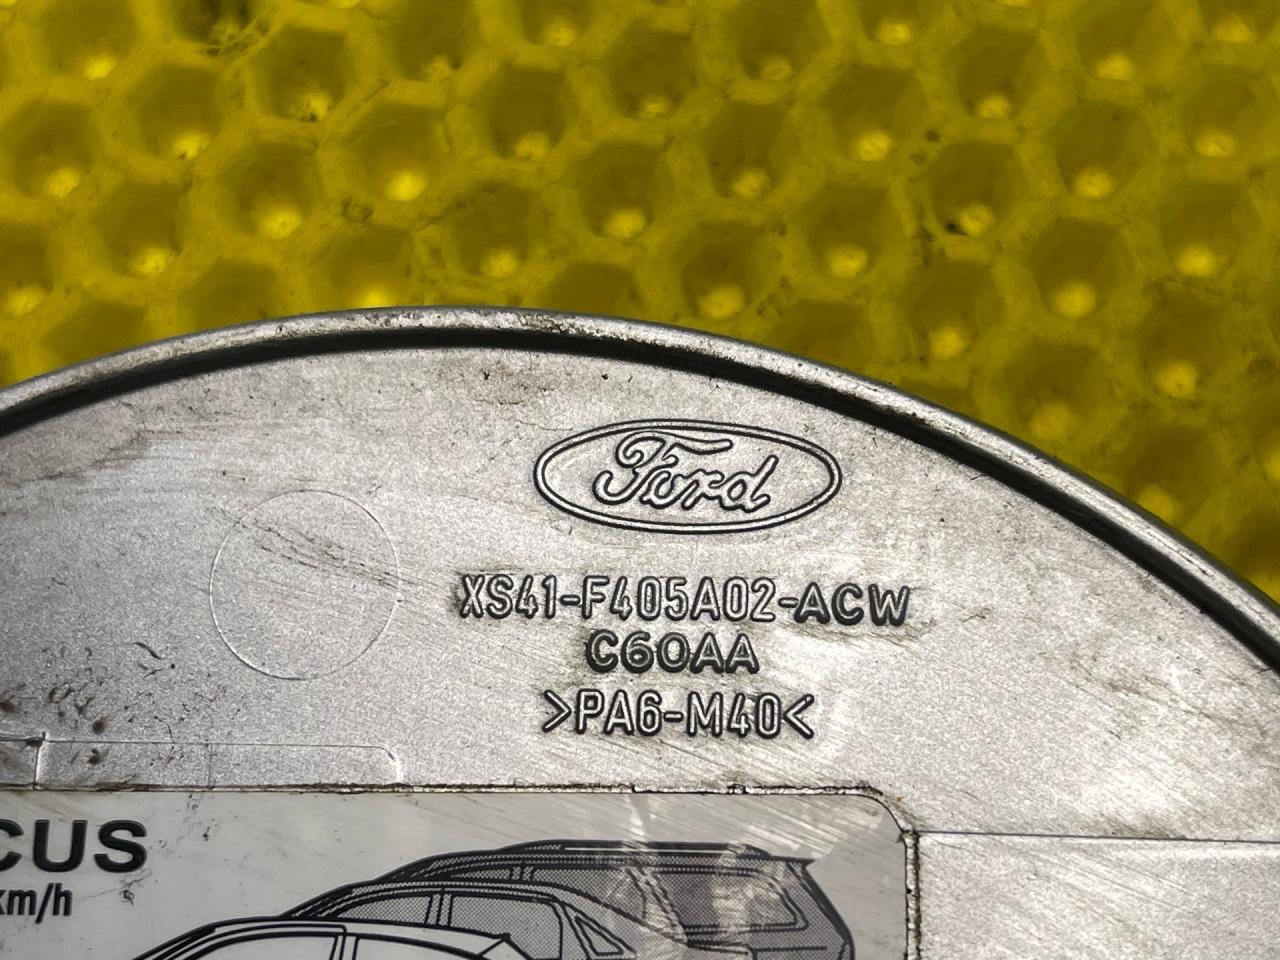 Ford
XS41-F405A02-ACW
C60AA
>PA6-M40<
CUS
km/h